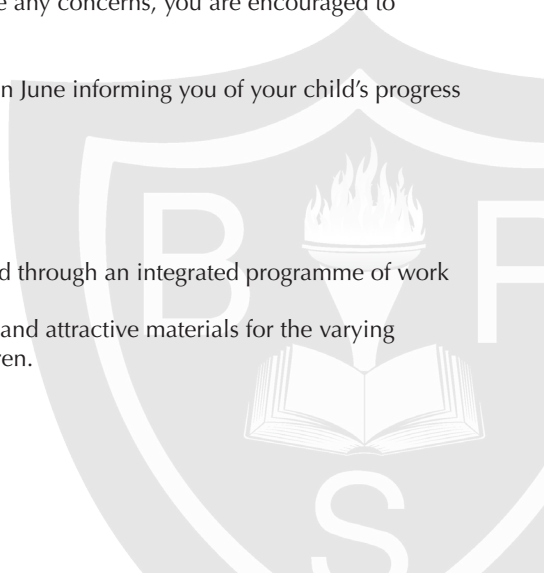 any concerns, you are encouraged to
n June informing you of your child’s progress
B
through an integrated programme of work
and attractive materials for the varying
S